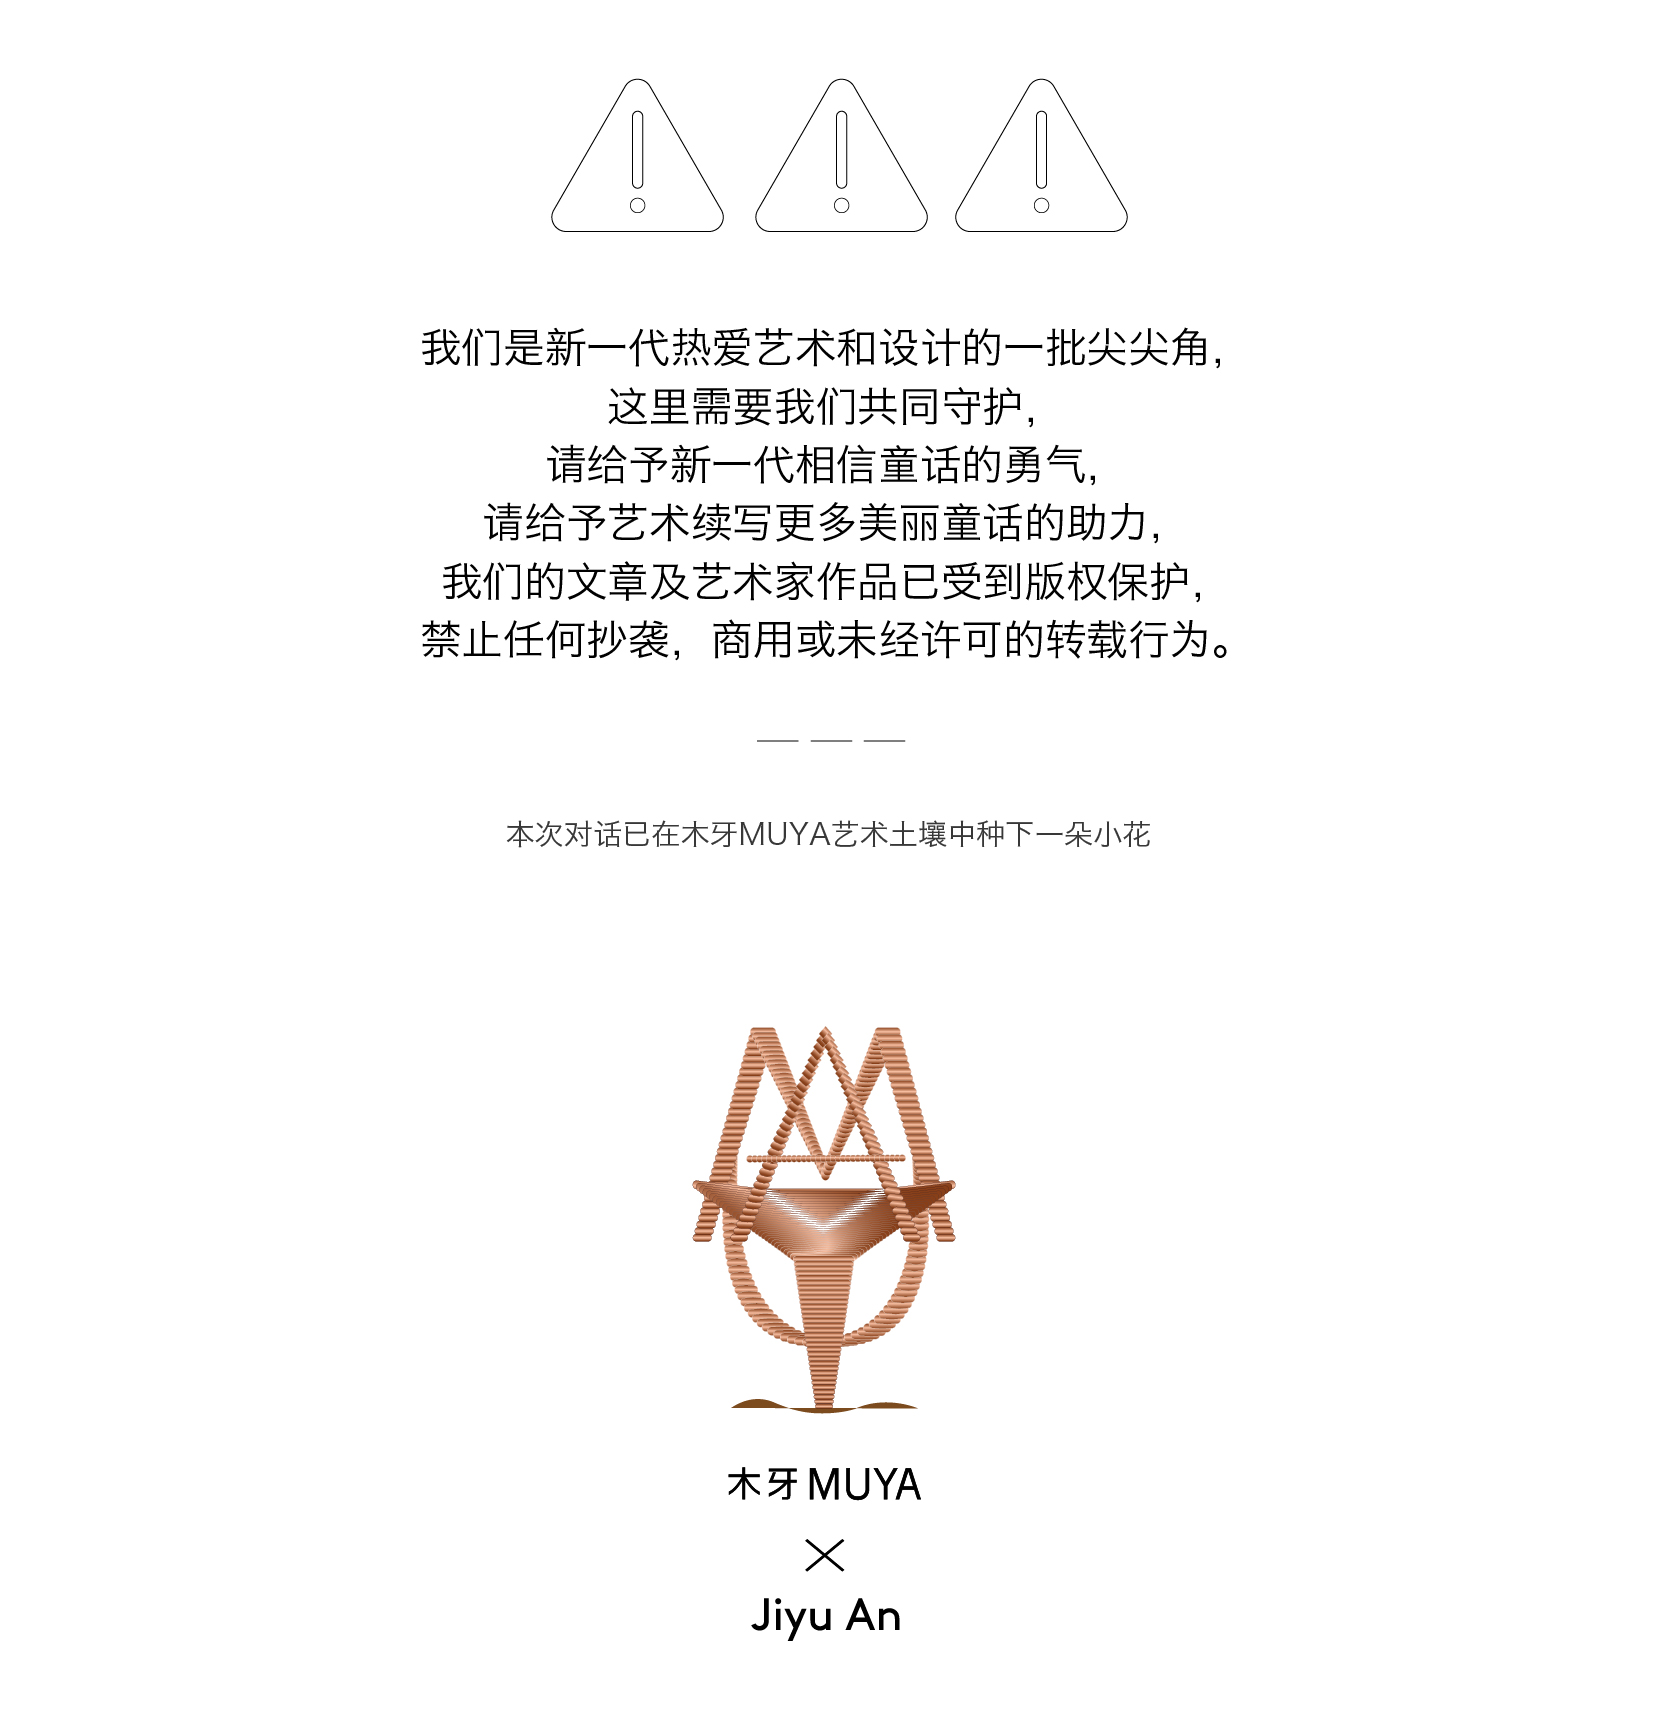 我们是新一代热爱艺术和设计的一批尖尖角，
这里需要我们共同守护，
请给予新一代相信童话的勇气，
请给予艺术续写更多美丽童话的助力，
我们的文章及艺术家作品已受到版权保护，
禁止任何抄袭，商用或未经许可的转载行为。
本次对话已在木牙MUYA艺术土壤中种下一朵小花
木牙MUYA
×
Jiyu An